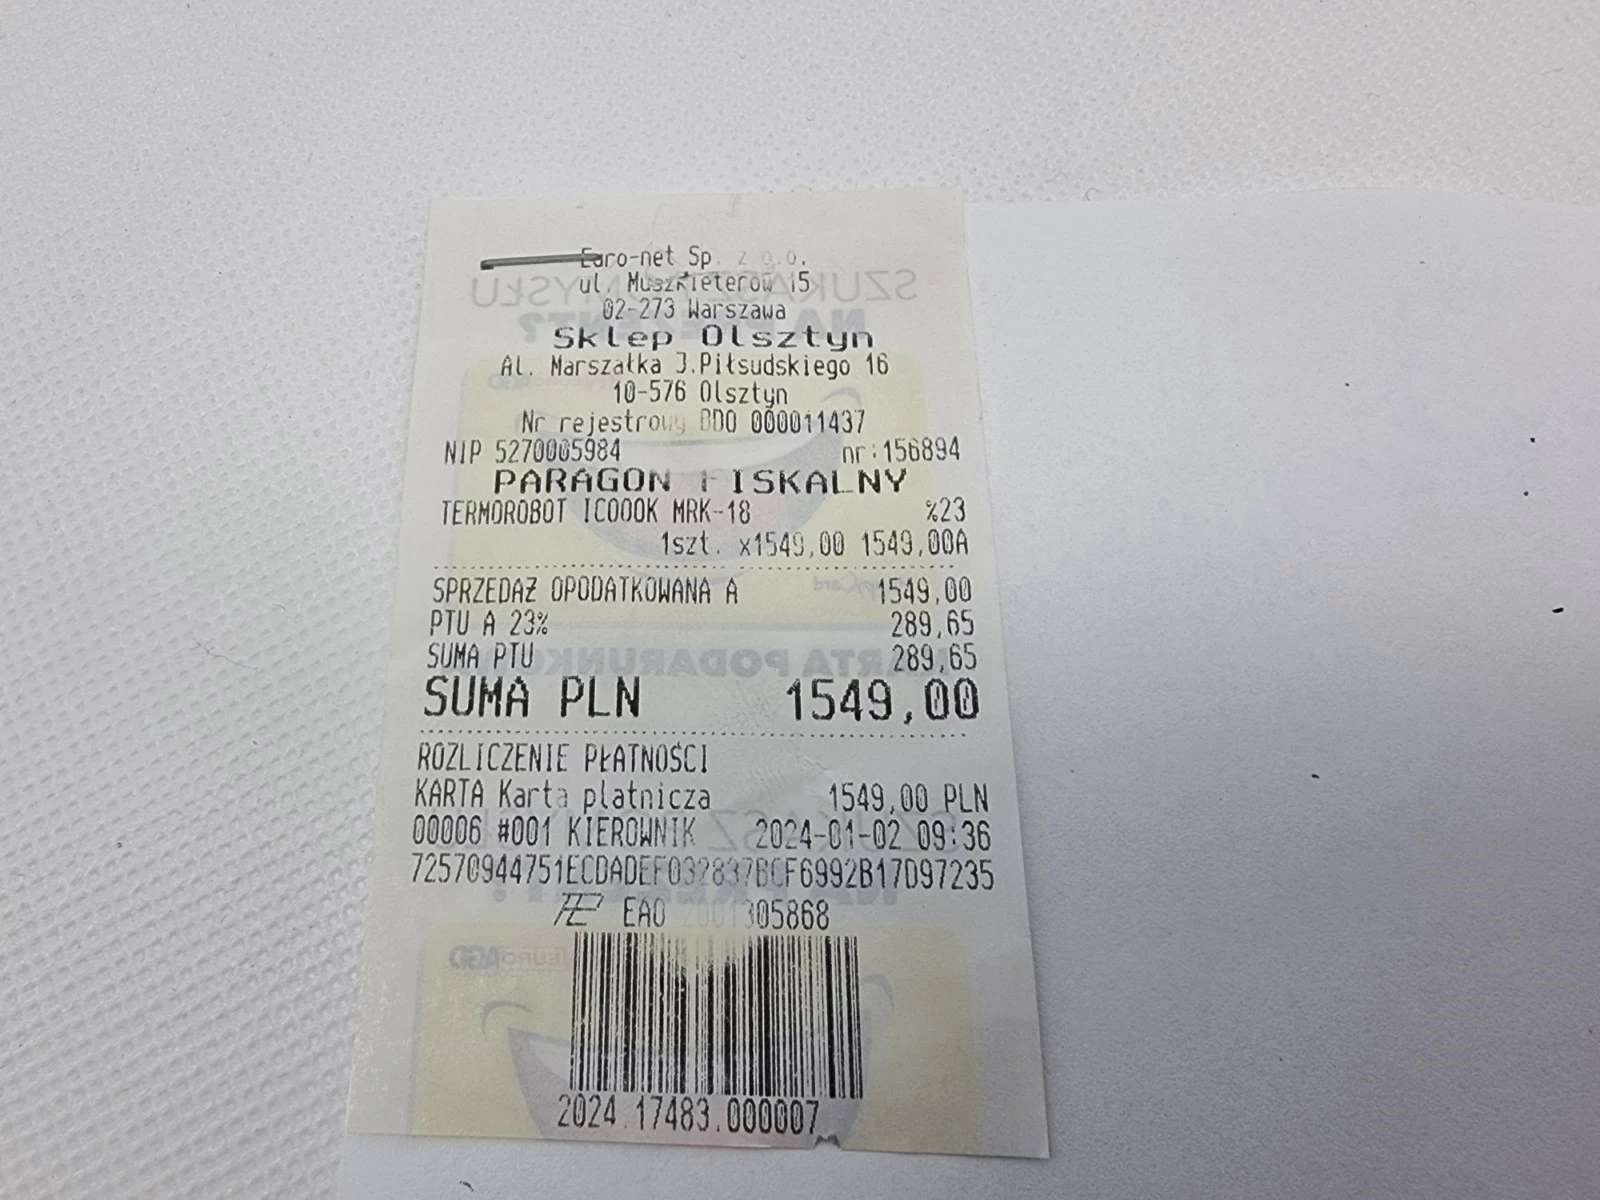 Euro-net Sp. z o.o.
ul. Muszkieterów 15
02-273 Warszawa
Sklep Olsztyn
Al. Marszałka J.Piłsudskiego 16
10-576 Olsztyn
Nr rejestrowy BDO 000011437
NIP 5270005984 nr:156894
PARAGON FISKALNY
TERMOROBOT ICOOOK MRK-18 %23
1szt. x1549,00 1549,00A
SPRZEDAŻ OPODATKOWANA A 1549,00
PTU A 23% 289,65
SUMA PTU 289,65
SUMA PLN 1549,00
ROZLICZENIE PŁATNOŚCI
KARTA Karta płatnicza 1549,00 PLN
00006 #001 KIEROWNIK 2024-01-02 09:36
72570944751ECDADEF032837BCF6992B17D97235
EAO 2001305868
2024.17483.000007